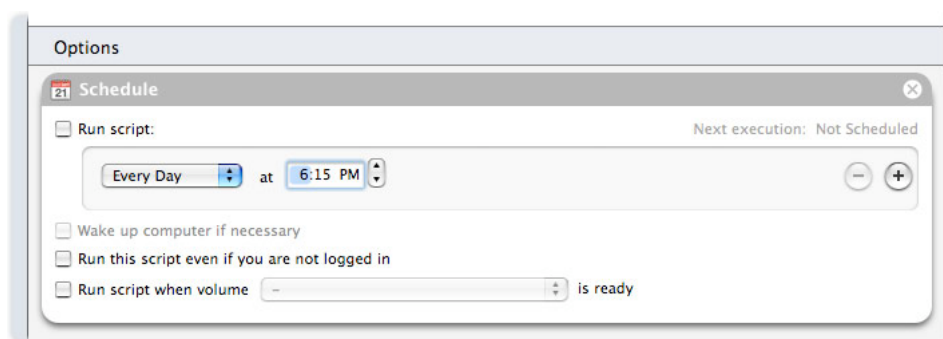 Options
21 Schedule
Run script: Next execution: Not Scheduled
Every Day at 6:15 PM
Wake up computer if necessary
Run this script even if you are not logged in
Run script when volume – is ready